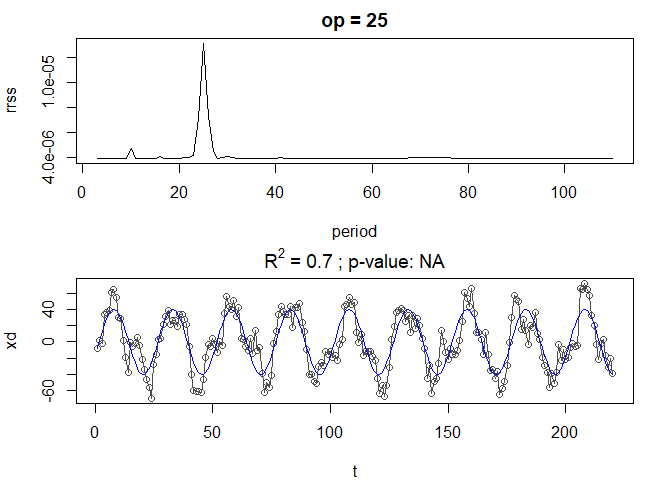 op = 25
rrss
4.0e-06 1.0e-05
0 20 40 60 80 100
period
R² = 0.7 ; p-value: NA
xd
-60 0 40
0 50 100 150 200
t